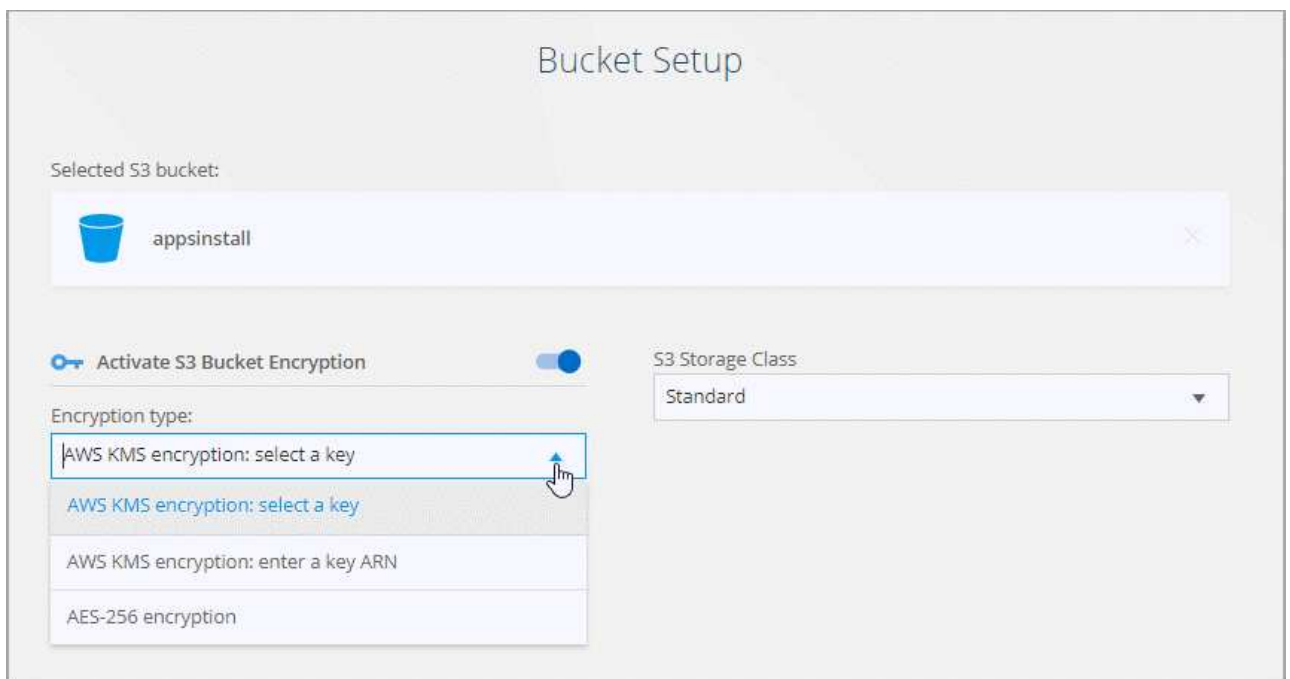 Bucket Setup
Selected S3 bucket:
appsinstall
Activate S3 Bucket Encryption
S3 Storage Class
Standard
Encryption type:
AWS KMS encryption: select a key
AWS KMS encryption: select a key
AWS KMS encryption: enter a key ARN
AES-256 encryption